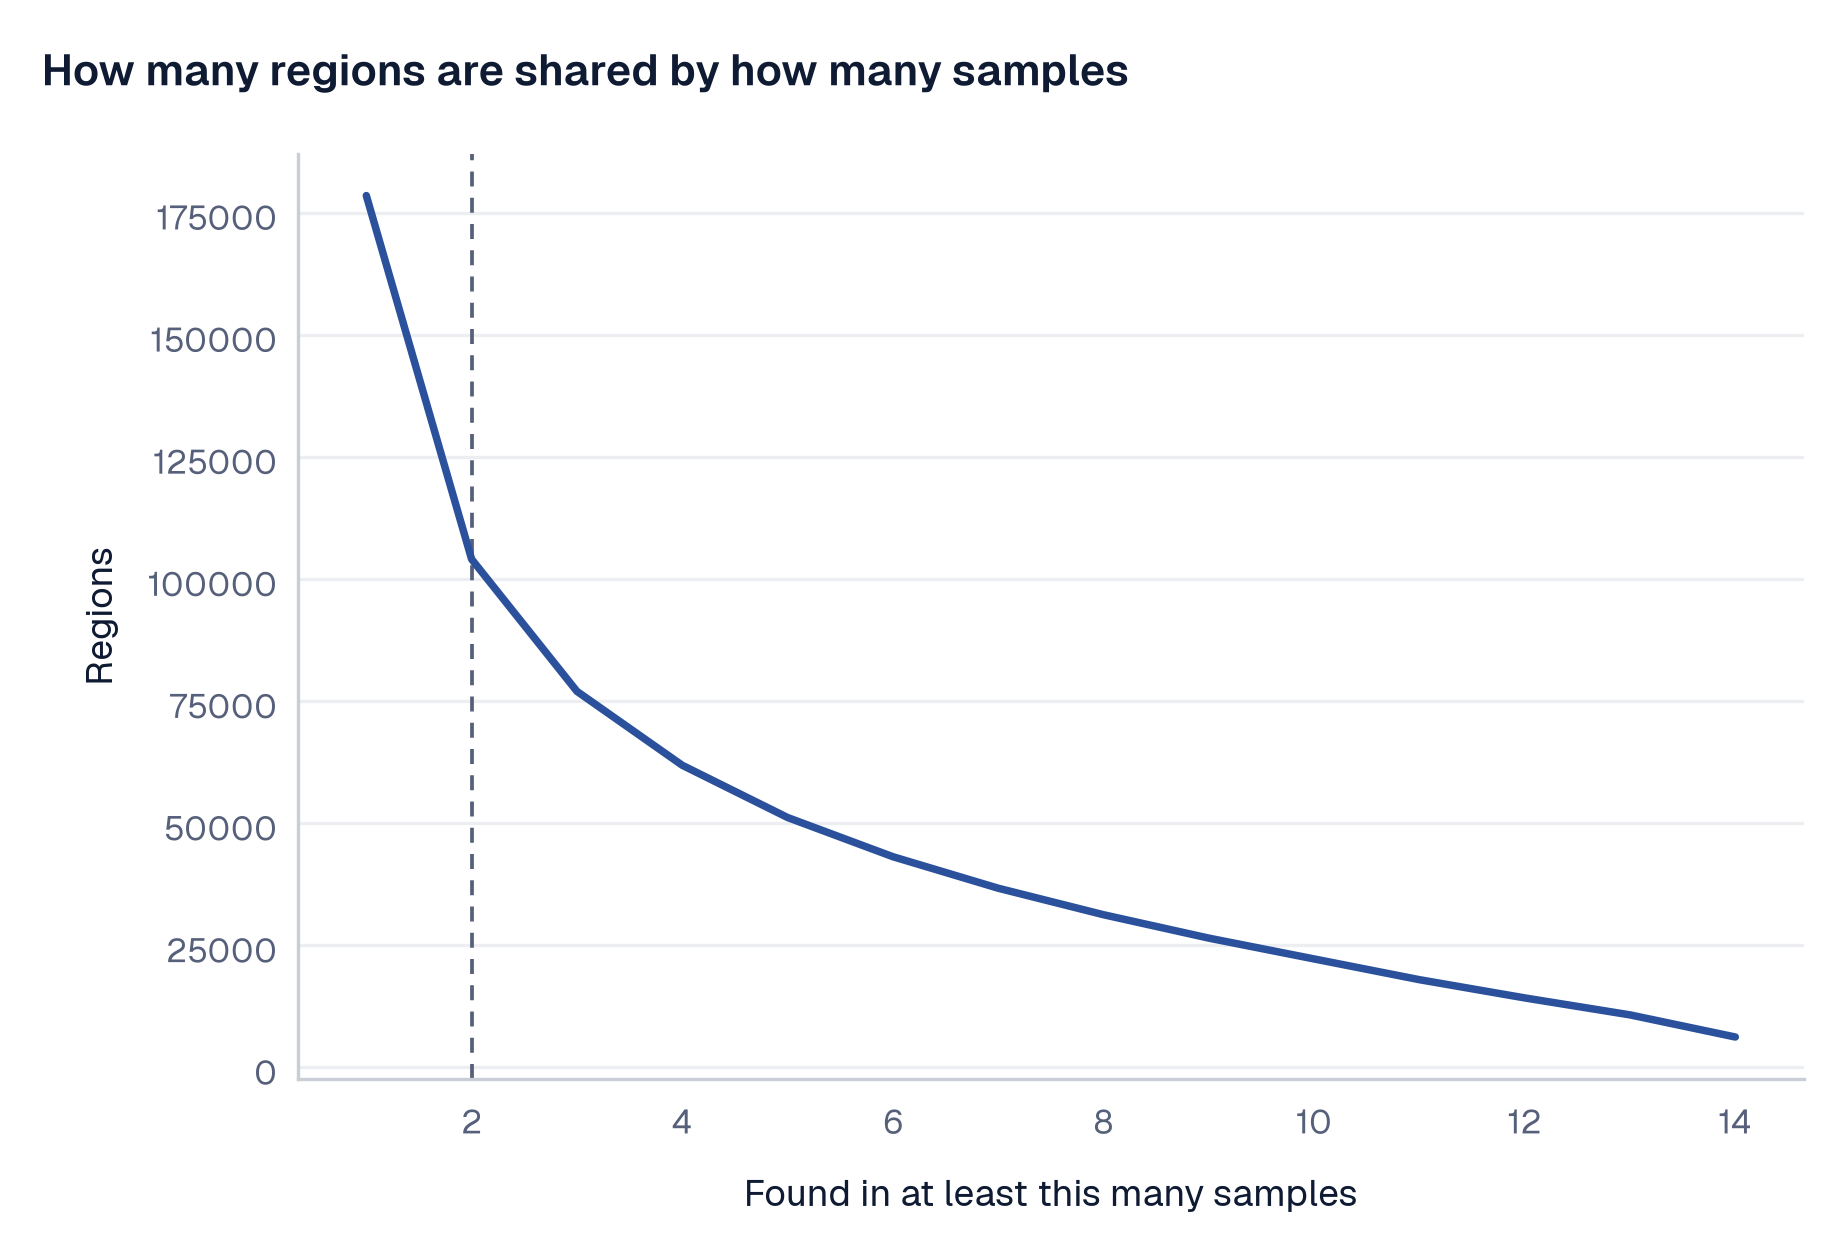 How many regions are shared by how many samples
175000
150000
125000
100000
75000
50000
25000
0
Regions
2 4 6 8 10 12 14
Found in at least this many samples